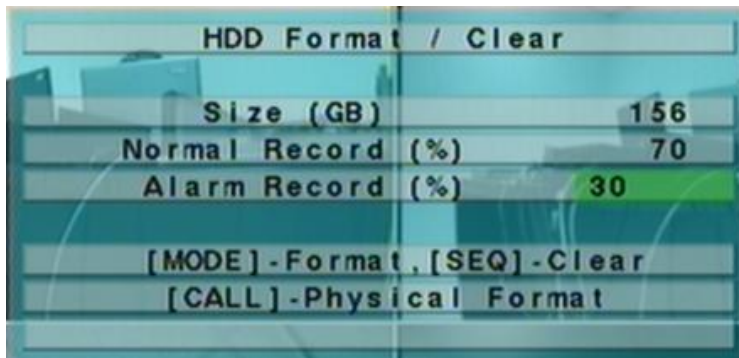 HDD Format / Clear
Size (GB) 156
Normal Record (%) 70
Alarm Record (%) 30
[MODE]-Format,[SEQ]-Clear
[CALL]-Physical Format